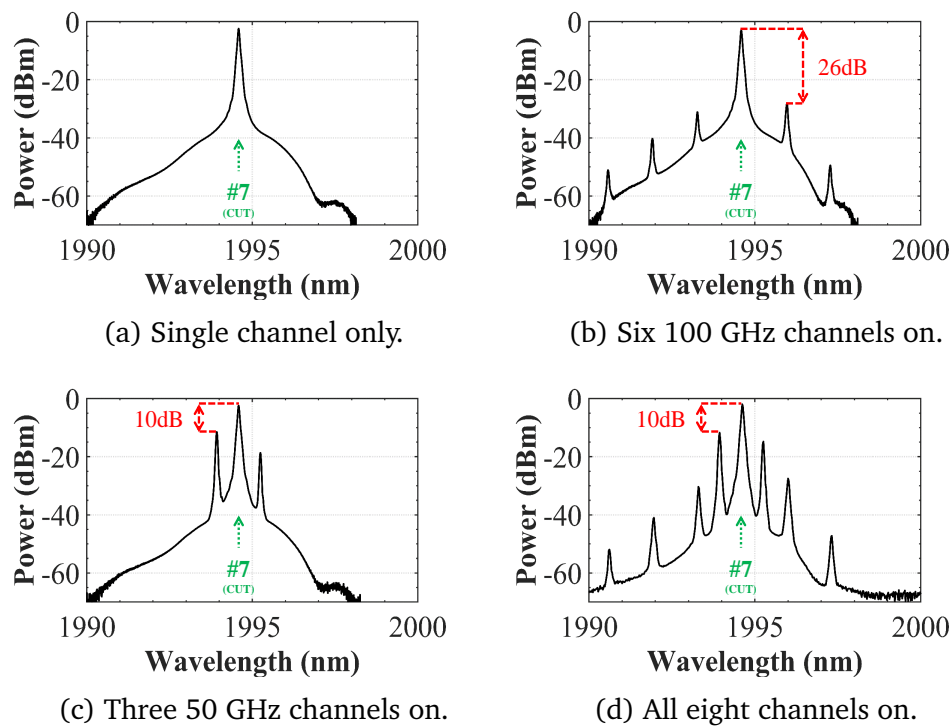 0
-20
-40
-60
Power (dBm)
#7
(CUT)
1990
1995
2000
Wavelength (nm)
(a) Single channel only.
0
-20
-40
-60
Power (dBm)
26dB
#7
(CUT)
1990
1995
2000
Wavelength (nm)
(b) Six 100 GHz channels on.
0
-20
-40
-60
Power (dBm)
10dB
#7
(CUT)
1990
1995
2000
Wavelength (nm)
(c) Three 50 GHz channels on.
0
-20
-40
-60
Power (dBm)
10dB
#7
(CUT)
1990
1995
2000
Wavelength (nm)
(d) All eight channels on.